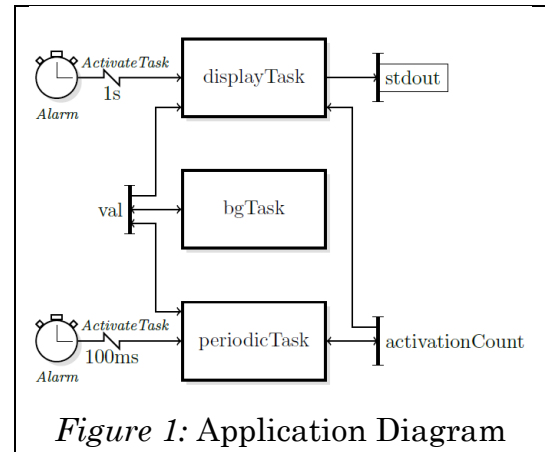 ActivateTask
displayTask
stdout
1s
Alarm
val
bgTask
ActivateTask
periodicTask
activationCount
100ms
Alarm
Figure 1: Application Diagram